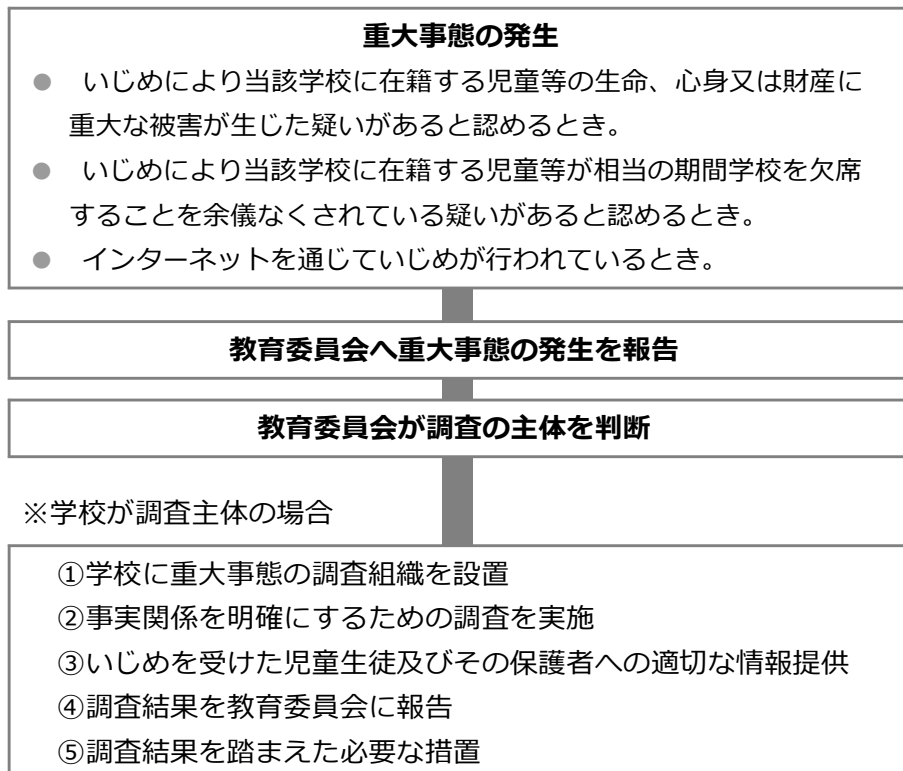 重大事態の発生
● いじめにより当該学校に在籍する児童等の生命、心身又は財産に
重大な被害が生じた疑いがあると認めるとき。
● いじめにより当該学校に在籍する児童等が相当の期間学校を欠席
することを余儀なくされている疑いがあると認めるとき。
● インターネットを通じていじめが行われているとき。
教育委員会へ重大事態の発生を報告
教育委員会が調査の主体を判断
※学校が調査主体の場合
①学校に重大事態の調査組織を設置
②事実関係を明確にするための調査を実施
③いじめを受けた児童生徒及びその保護者への適切な情報提供
④調査結果を教育委員会に報告
⑤調査結果を踏まえた必要な措置